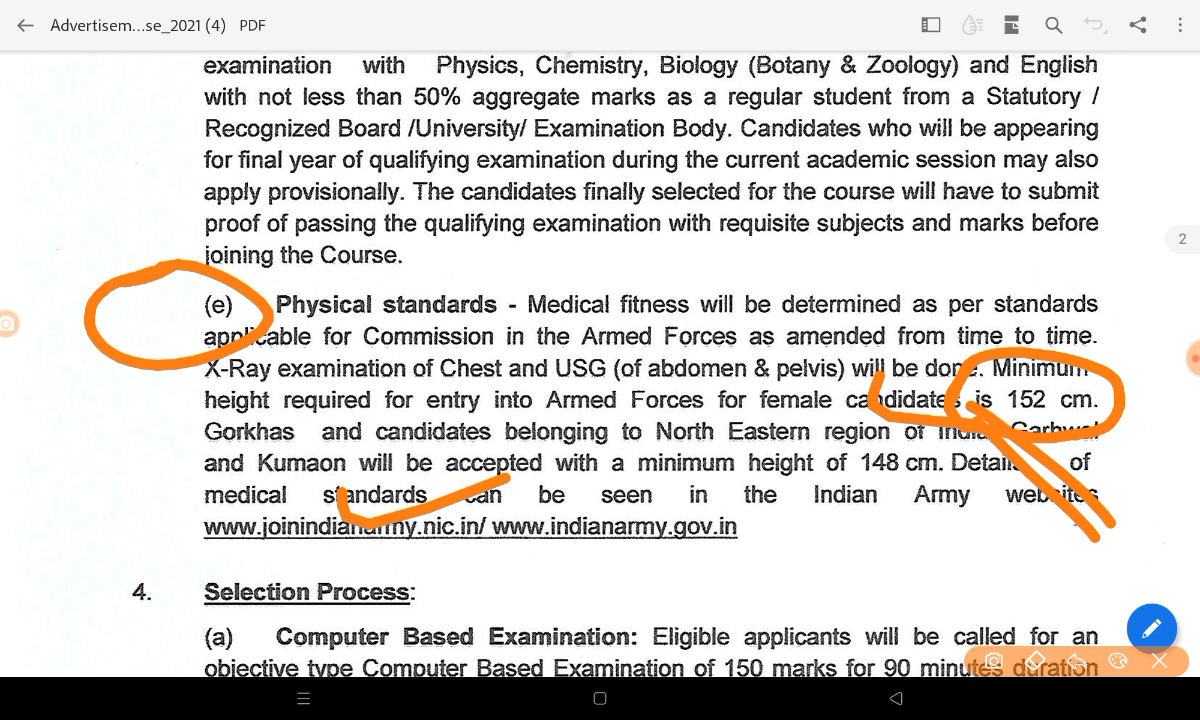 Advertisem...se_2021 (4) PDF
examination with Physics, Chemistry, Biology (Botany & Zoology) and English
with not less than 50% aggregate marks as a regular student from a Statutory /
Recognized Board /University/ Examination Body. Candidates who will be appearing
for final year of qualifying examination during the current academic session may also
apply provisionally. The candidates finally selected for the course will have to submit
proof of passing the qualifying examination with requisite subjects and marks before
joining the Course.
2
(e) Physical standards - Medical fitness will be determined as per standards
applicable for Commission in the Armed Forces as amended from time to time.
X-Ray examination of Chest and USG (of abdomen & pelvis) will be done. Minimum
height required for entry into Armed Forces for female candidates is 152 cm.
Gorkhas and candidates belonging to North Eastern region of India, Garhwal
and Kumaon will be accepted with a minimum height of 148 cm. Details of
medical standards can be seen in the Indian Army websites
www.joinindianarmy.nic.in/ www.indianarmy.gov.in
4. Selection Process:
(a) Computer Based Examination: Eligible applicants will be called for an
objective type Computer Based Examination of 150 marks for 90 minutes duration